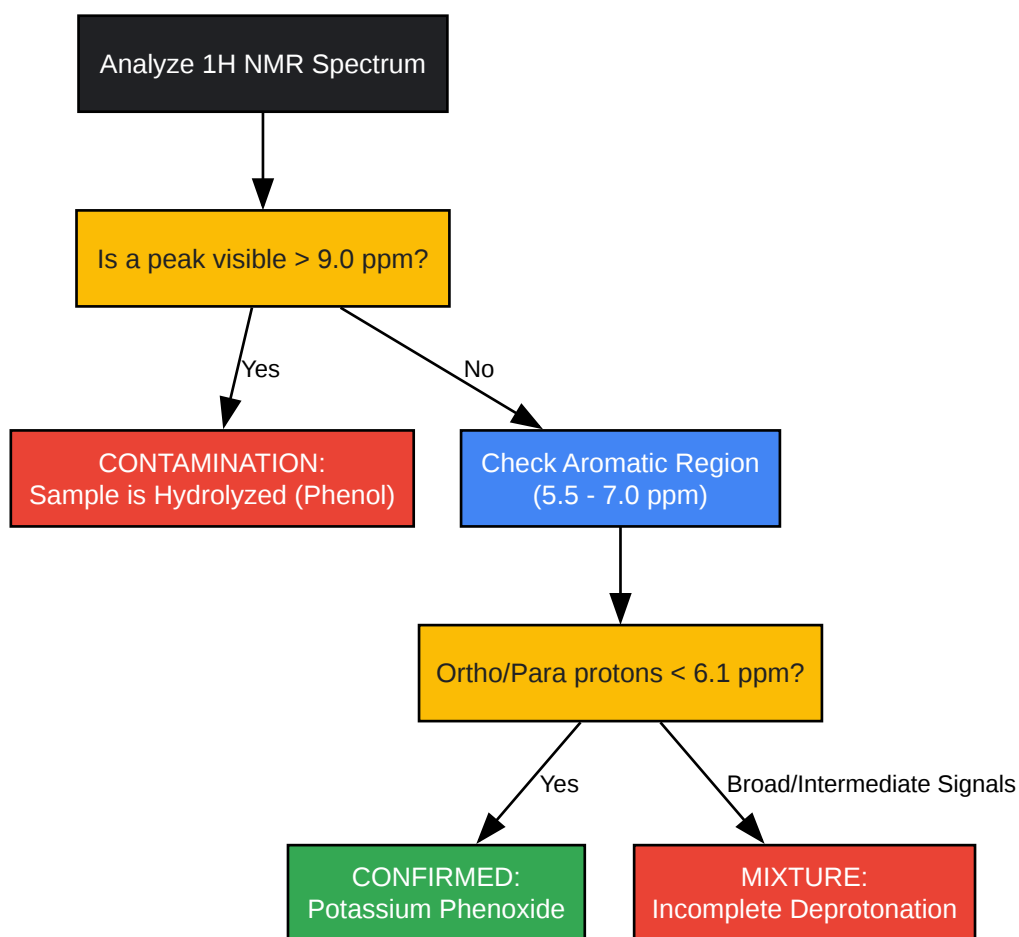 Analyze 1H NMR Spectrum
Is a peak visible > 9.0 ppm?
Yes
No
CONTAMINATION:
Sample is Hydrolyzed (Phenol)
Check Aromatic Region
(5.5 - 7.0 ppm)
Ortho/Para protons < 6.1 ppm?
Yes
Broad/Intermediate Signals
CONFIRMED:
Potassium Phenoxide
MIXTURE:
Incomplete Deprotonation